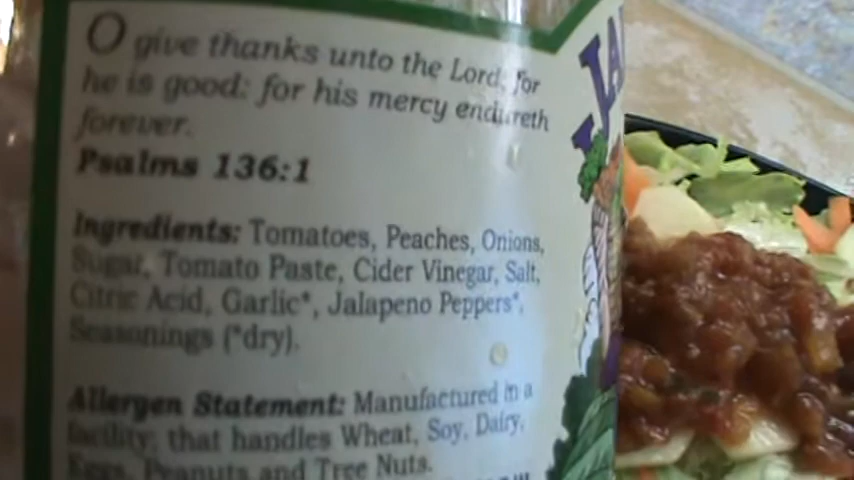 O give thanks unto the Lord; for
he is good: for his mercy endureth
forever.
Psalms 136:1
Ingredients: Tomatoes, Peaches, Onions,
Sugar, Tomato Paste, Cider Vinegar, Salt,
Citric Acid, Garlic*, Jalapeno Peppers*,
Seasonings (*dry).
Allergen Statement: Manufactured in a
facility that handles Wheat, Soy, Dairy,
Eggs, Peanuts and Tree Nuts.
JA